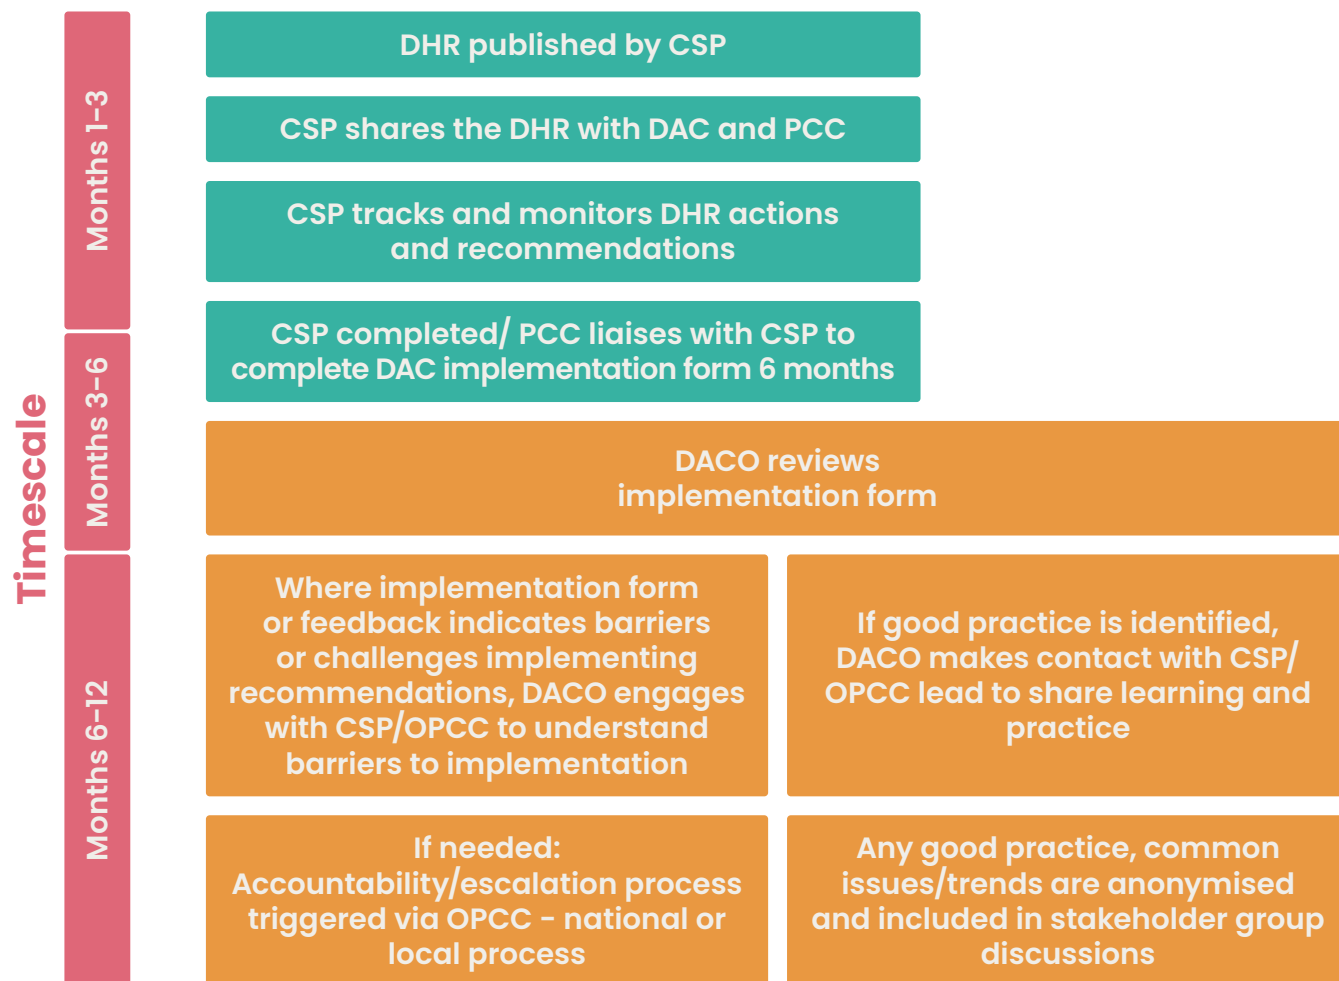 Timescale
Months 1-3
DHR published by CSP
CSP shares the DHR with DAC and PCC
CSP tracks and monitors DHR actions
and recommendations
Months 3-6
CSP completed/ PCC liaises with CSP to
complete DAC implementation form 6 months
DACO reviews
implementation form
Months 6-12
Where implementation form
or feedback indicates barriers
or challenges implementing
recommendations, DACO engages
with CSP/OPCC to understand
barriers to implementation
If good practice is identified,
DACO makes contact with CSP/
OPCC lead to share learning and
practice
If needed:
Accountability/escalation process
triggered via OPCC - national or
local process
Any good practice, common
issues/trends are anonymised
and included in stakeholder group
discussions